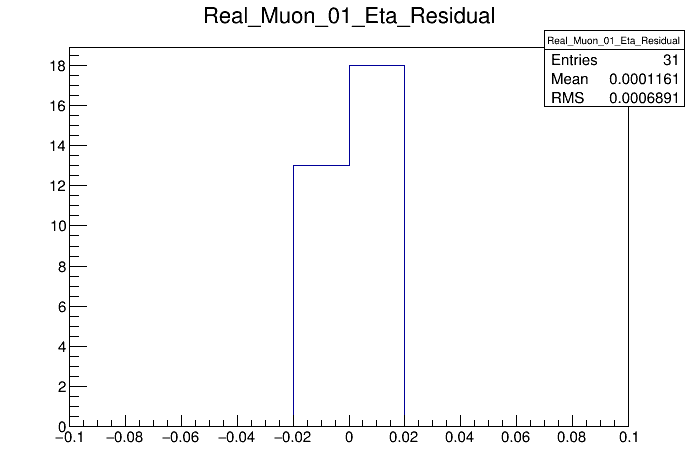 Real_Muon_01_Eta_Residual
Real_Muon_01_Eta_Residual
Entries 31
Mean 0.0001161
RMS 0.0006891
18
16
14
12
10
8
6
4
2
0
−0.1 −0.08 −0.06 −0.04 −0.02 0 0.02 0.04 0.06 0.08 0.1